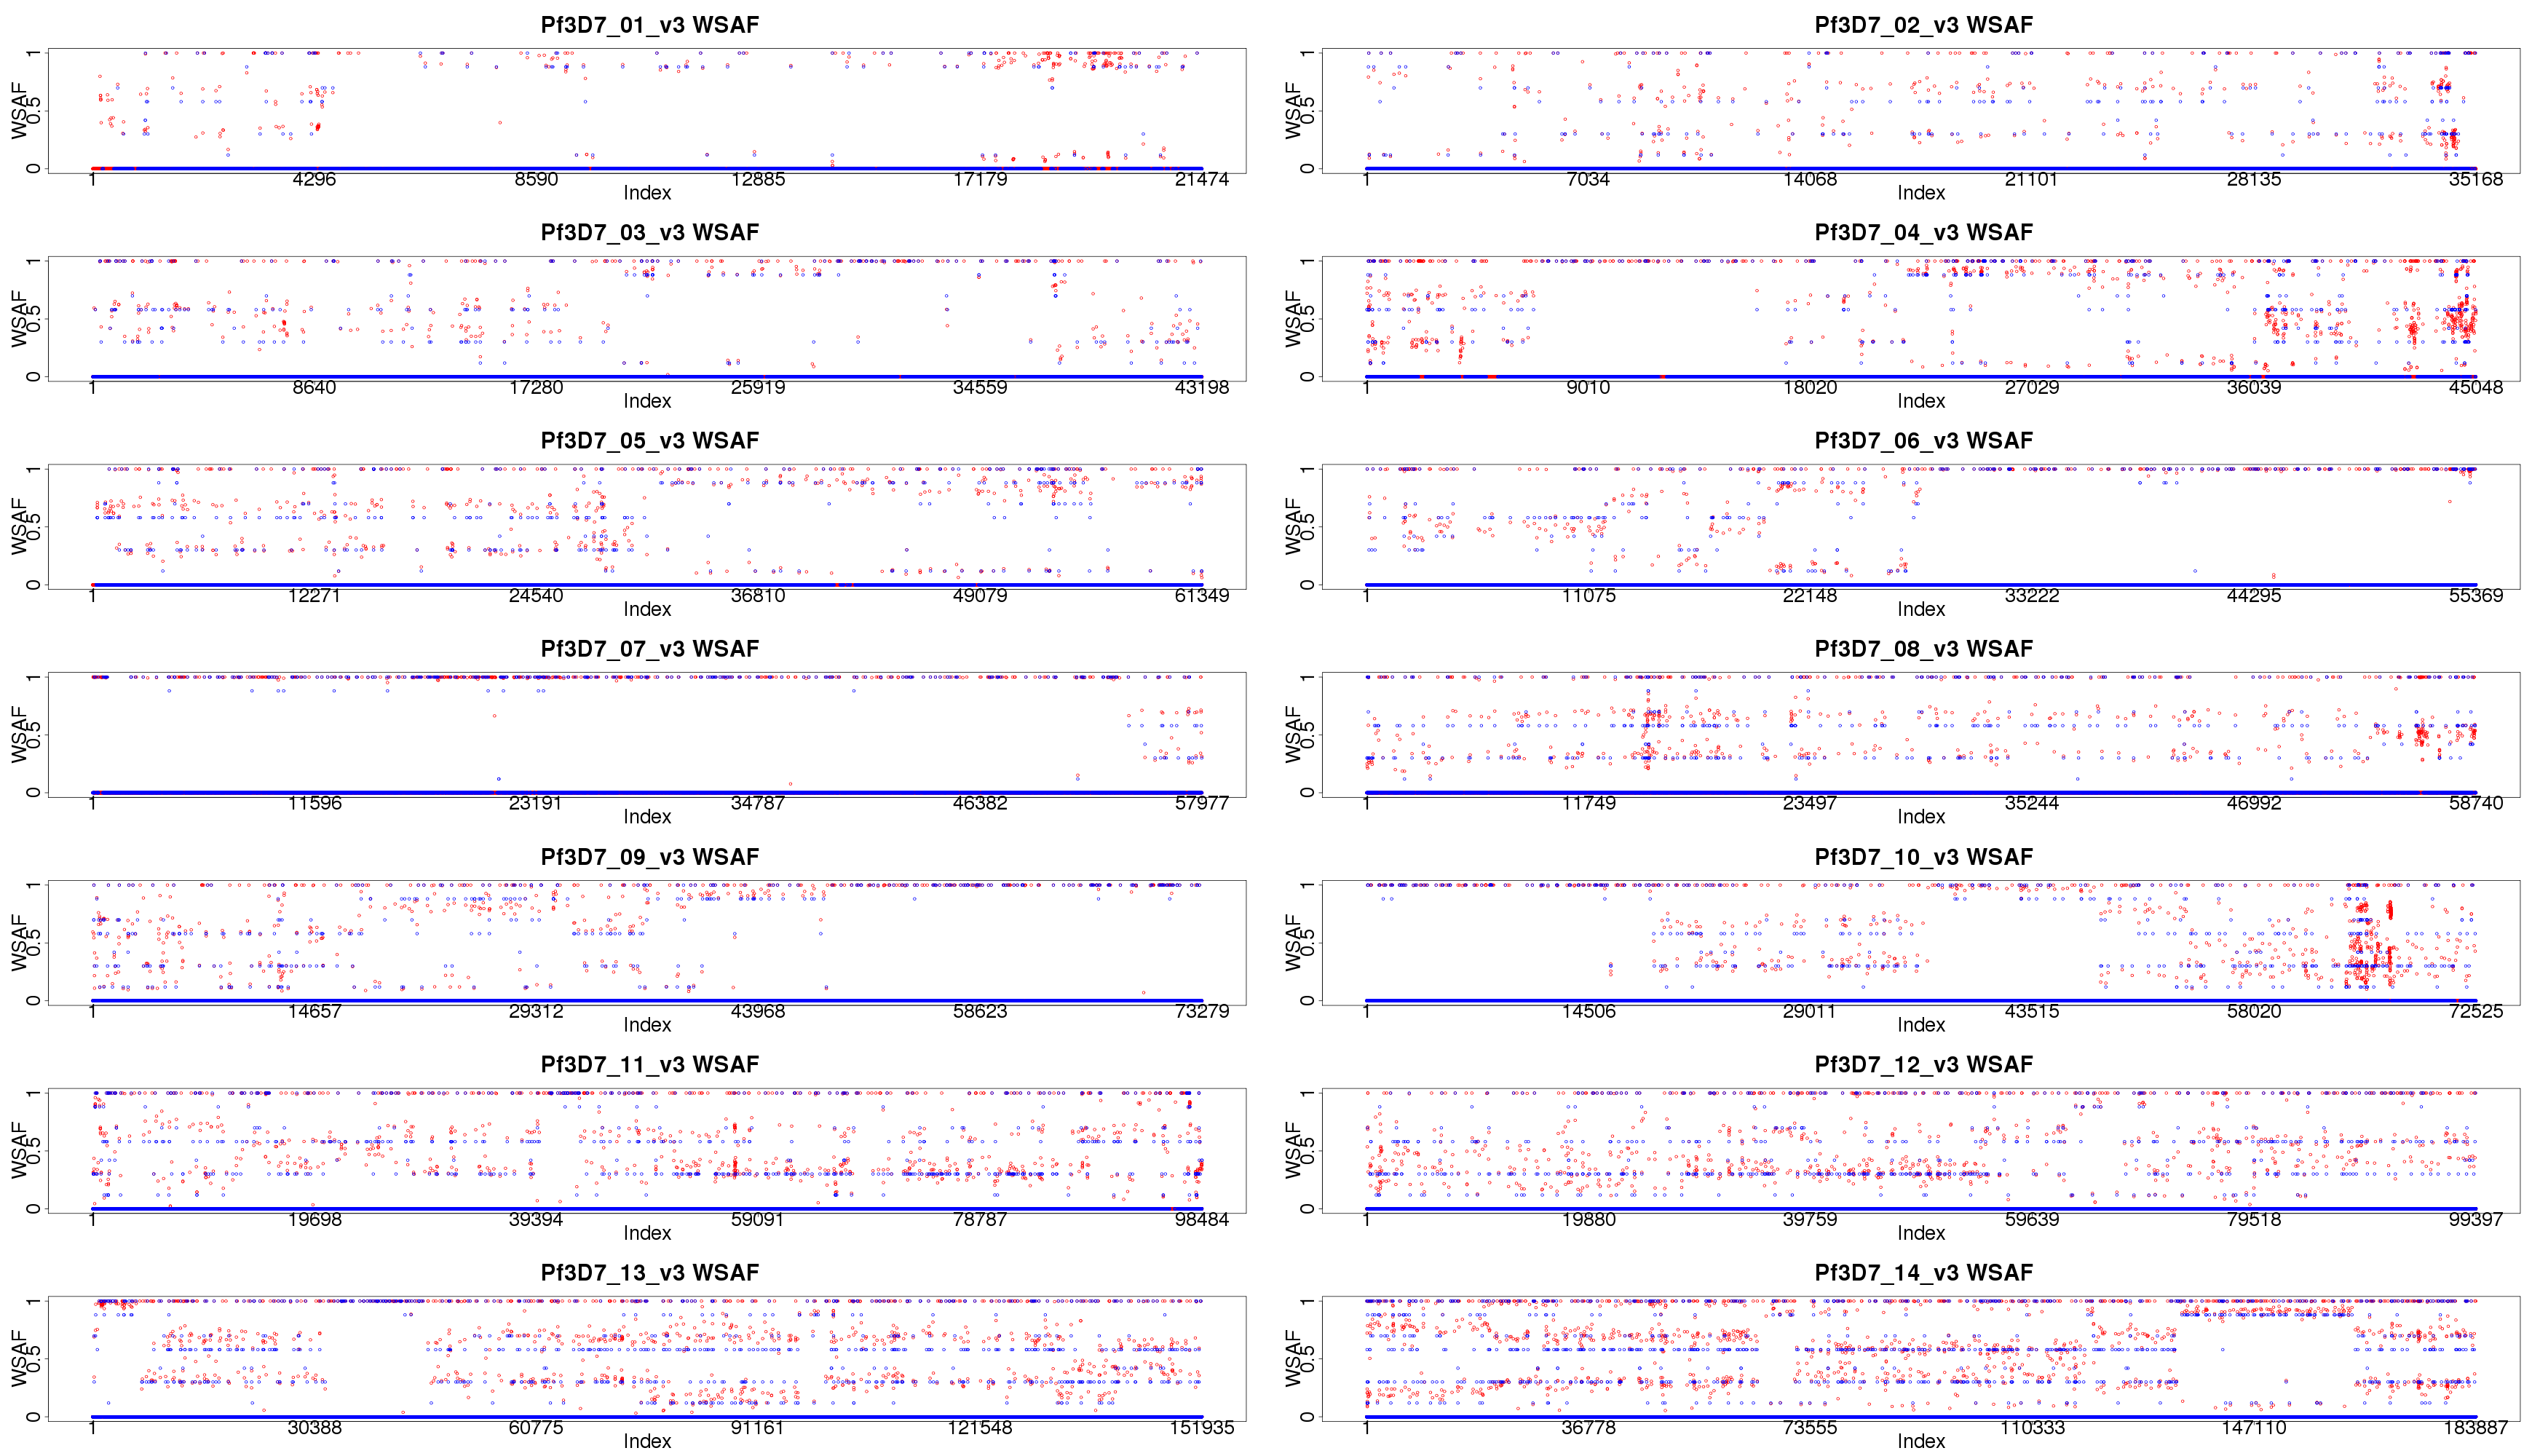 Pf3D7_01_v3 WSAF
WSAF
0 0.5 1
1 4296 8590 12885 17179 21474
Index
Pf3D7_02_v3 WSAF
WSAF
0 0.5 1
1 7034 14068 21101 28135 35168
Index
Pf3D7_03_v3 WSAF
WSAF
0 0.5 1
1 8640 17280 25919 34559 43198
Index
Pf3D7_04_v3 WSAF
WSAF
0 0.5 1
1 9010 18020 27029 36039 45048
Index
Pf3D7_05_v3 WSAF
WSAF
0 0.5 1
1 12271 24540 36810 49079 61349
Index
Pf3D7_06_v3 WSAF
WSAF
0 0.5 1
1 11075 22148 33222 44295 55369
Index
Pf3D7_07_v3 WSAF
WSAF
0 0.5 1
1 11596 23191 34787 46382 57977
Index
Pf3D7_08_v3 WSAF
WSAF
0 0.5 1
1 11749 23497 35244 46992 58740
Index
Pf3D7_09_v3 WSAF
WSAF
0 0.5 1
1 14657 29312 43968 58623 73279
Index
Pf3D7_10_v3 WSAF
WSAF
0 0.5 1
1 14506 29011 43515 58020 72525
Index
Pf3D7_11_v3 WSAF
WSAF
0 0.5 1
1 19698 39394 59091 78787 98484
Index
Pf3D7_12_v3 WSAF
WSAF
0 0.5 1
1 19880 39759 59639 79518 99397
Index
Pf3D7_13_v3 WSAF
WSAF
0 0.5 1
1 30388 60775 91161 121548 151935
Index
Pf3D7_14_v3 WSAF
WSAF
0 0.5 1
1 36778 73555 110333 147110 183887
Index